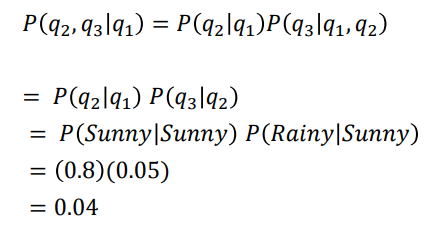 P(q₂, q₃|q₁) = P(q₂|q₁)P(q₃|q₁, q₂)
= P(q₂|q₁) P(q₃|q₂)
= P(Sunny|Sunny) P(Rainy|Sunny)
= (0.8)(0.05)
= 0.04